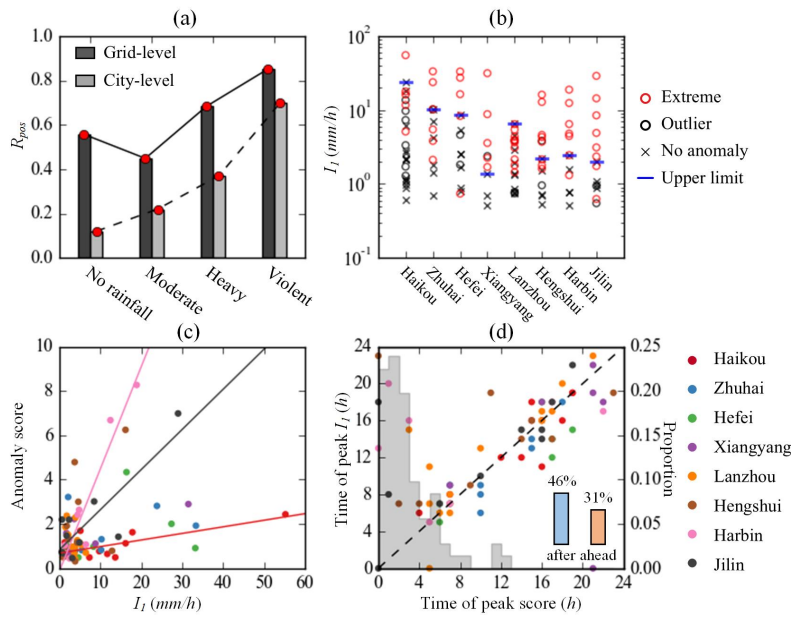 (a)
1.0
0.8
0.6
0.4
0.2
0.0
R_pos
Grid-level
City-level
No rainfall
Moderate
Heavy
Violent
(b)
10^2
10^1
10^0
10^-1
I_1 (mm/h)
Haikou
Zhuhai
Hefei
Xiangyang
Lanzhou
Hengshui
Harbin
Jilin
Extreme
Outlier
No anomaly
Upper limit
(c)
10
8
6
4
2
0
Anomaly score
0
10
20
30
40
50
60
I_1 (mm/h)
(d)
24
20
16
12
8
4
0
Time of peak I_1 (h)
0.25
0.20
0.15
0.10
0.05
0.00
Proportion
46%
31%
after
ahead
0
4
8
12
16
20
24
Time of peak score (h)
Haikou
Zhuhai
Hefei
Xiangyang
Lanzhou
Hengshui
Harbin
Jilin